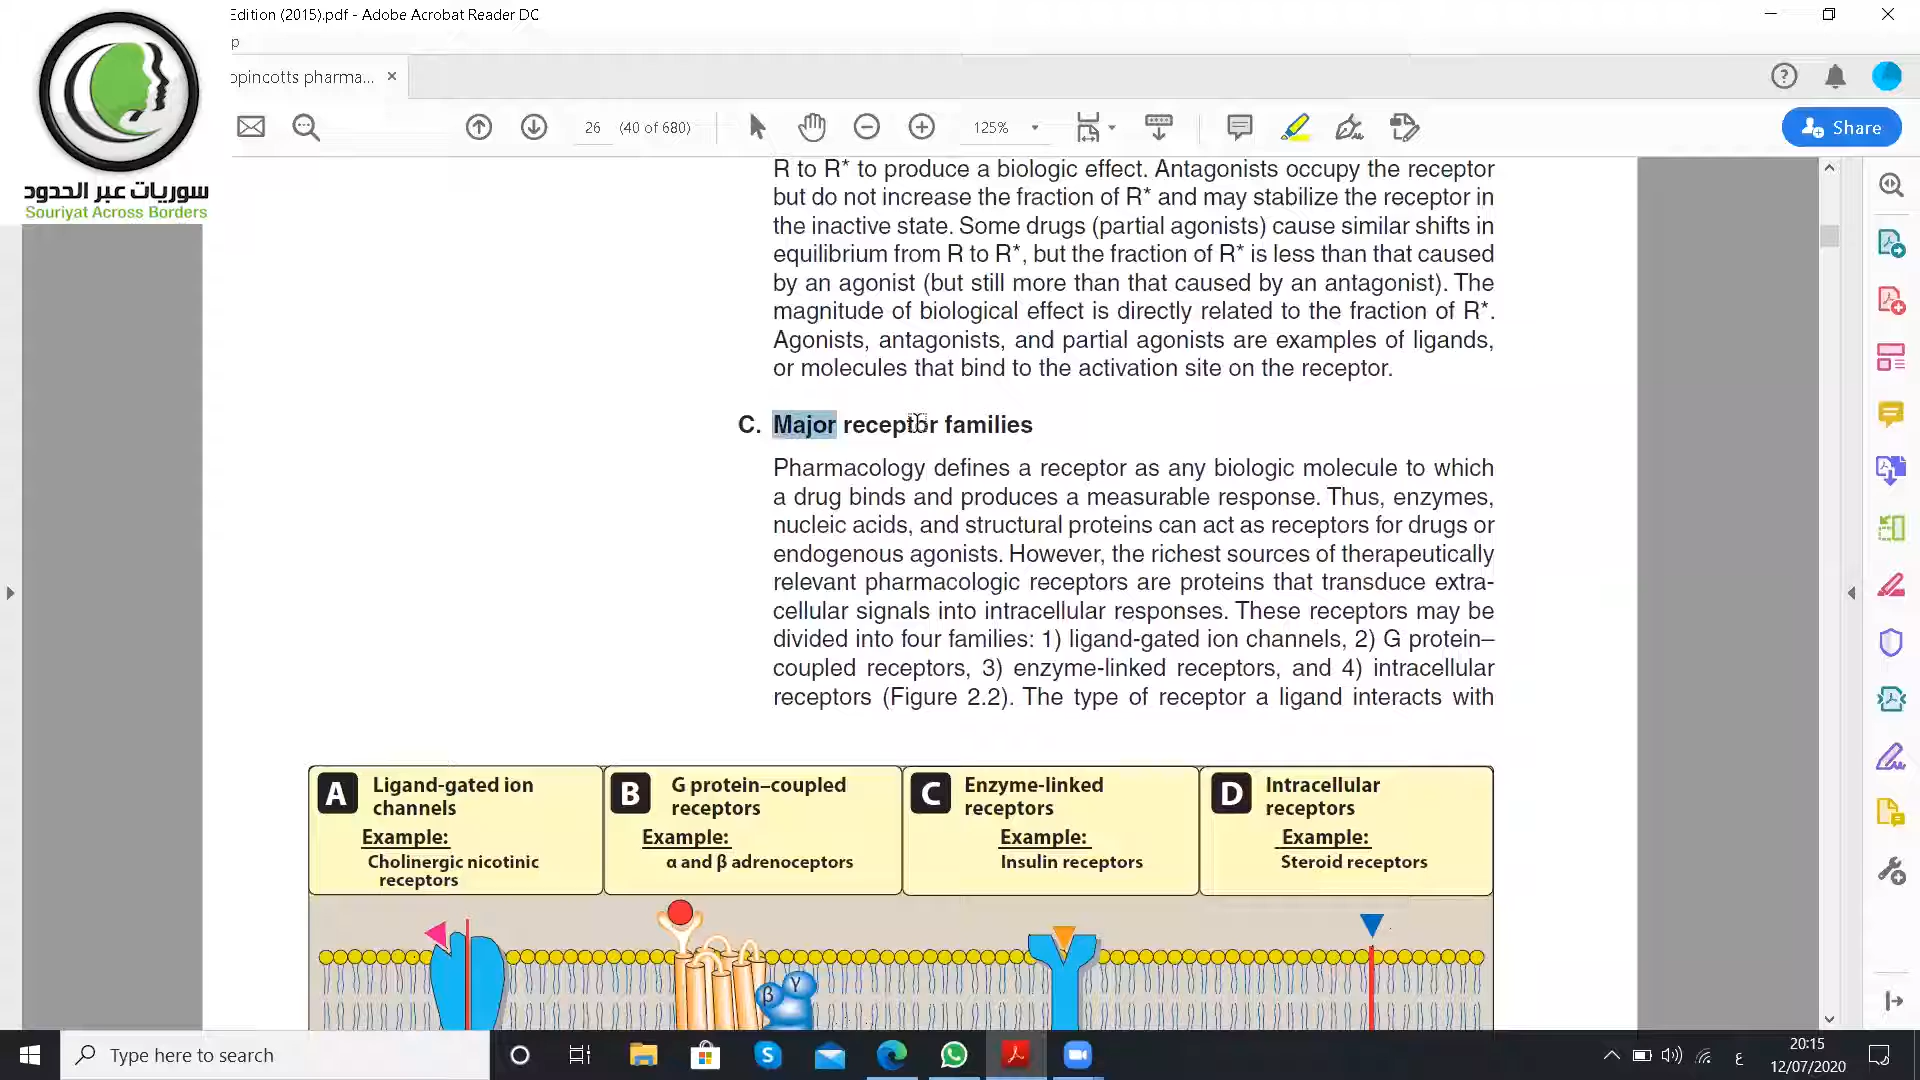 Edition (2015).pdf - Adobe Acrobat Reader DC
p
opincotts pharma...
26 (40 of 680)
125%
Share
سوريات عبر الحدود
Souriyat Across Borders
R to R* to produce a biologic effect. Antagonists occupy the receptor
but do not increase the fraction of R* and may stabilize the receptor in
the inactive state. Some drugs (partial agonists) cause similar shifts in
equilibrium from R to R*, but the fraction of R* is less than that caused
by an agonist (but still more than that caused by an antagonist). The
magnitude of biological effect is directly related to the fraction of R*.
Agonists, antagonists, and partial agonists are examples of ligands,
or molecules that bind to the activation site on the receptor.
C. Major receptor families
Pharmacology defines a receptor as any biologic molecule to which
a drug binds and produces a measurable response. Thus, enzymes,
nucleic acids, and structural proteins can act as receptors for drugs or
endogenous agonists. However, the richest sources of therapeutically
relevant pharmacologic receptors are proteins that transduce extra-
cellular signals into intracellular responses. These receptors may be
divided into four families: 1) ligand-gated ion channels, 2) G protein–
coupled receptors, 3) enzyme-linked receptors, and 4) intracellular
receptors (Figure 2.2). The type of receptor a ligand interacts with
A Ligand-gated ion
channels
Example:
Cholinergic nicotinic
receptors
B G protein–coupled
receptors
Example:
α and β adrenoceptors
C Enzyme-linked
receptors
Example:
Insulin receptors
D Intracellular
receptors
Example:
Steroid receptors
β γ
Type here to search
ع
20:15
12/07/2020